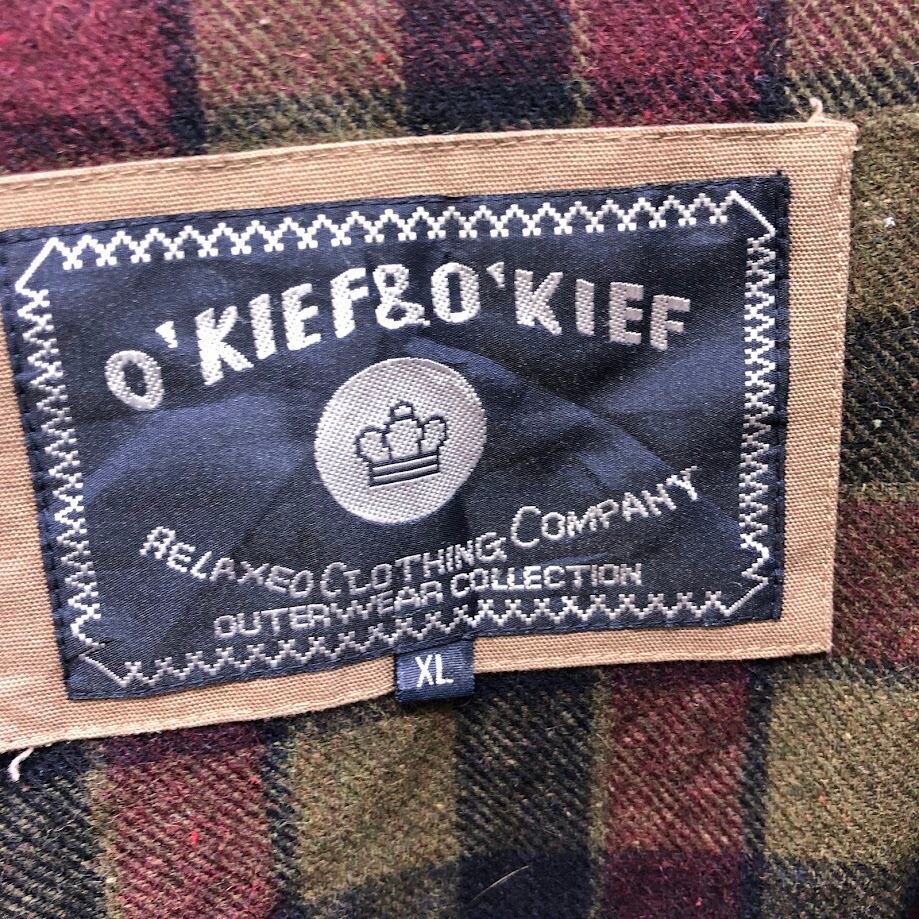 O'KIEF&O'KIEF
RELAXED CLOTHING COMPANY
OUTERWEAR COLLECTION
XL